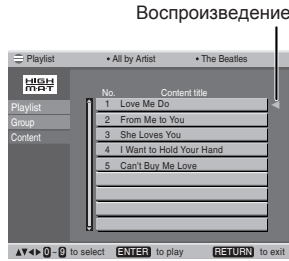 Воспроизведение
Playlist • All by Artist • The Beatles
HIGH MAT
No. Content title
Playlist
Group
Content
1 Love Me Do
2 From Me to You
3 She Loves You
4 I Want to Hold Your Hand
5 Can't Buy Me Love
▲▼◀▶ 0 – 9 to select ENTER to play RETURN to exit